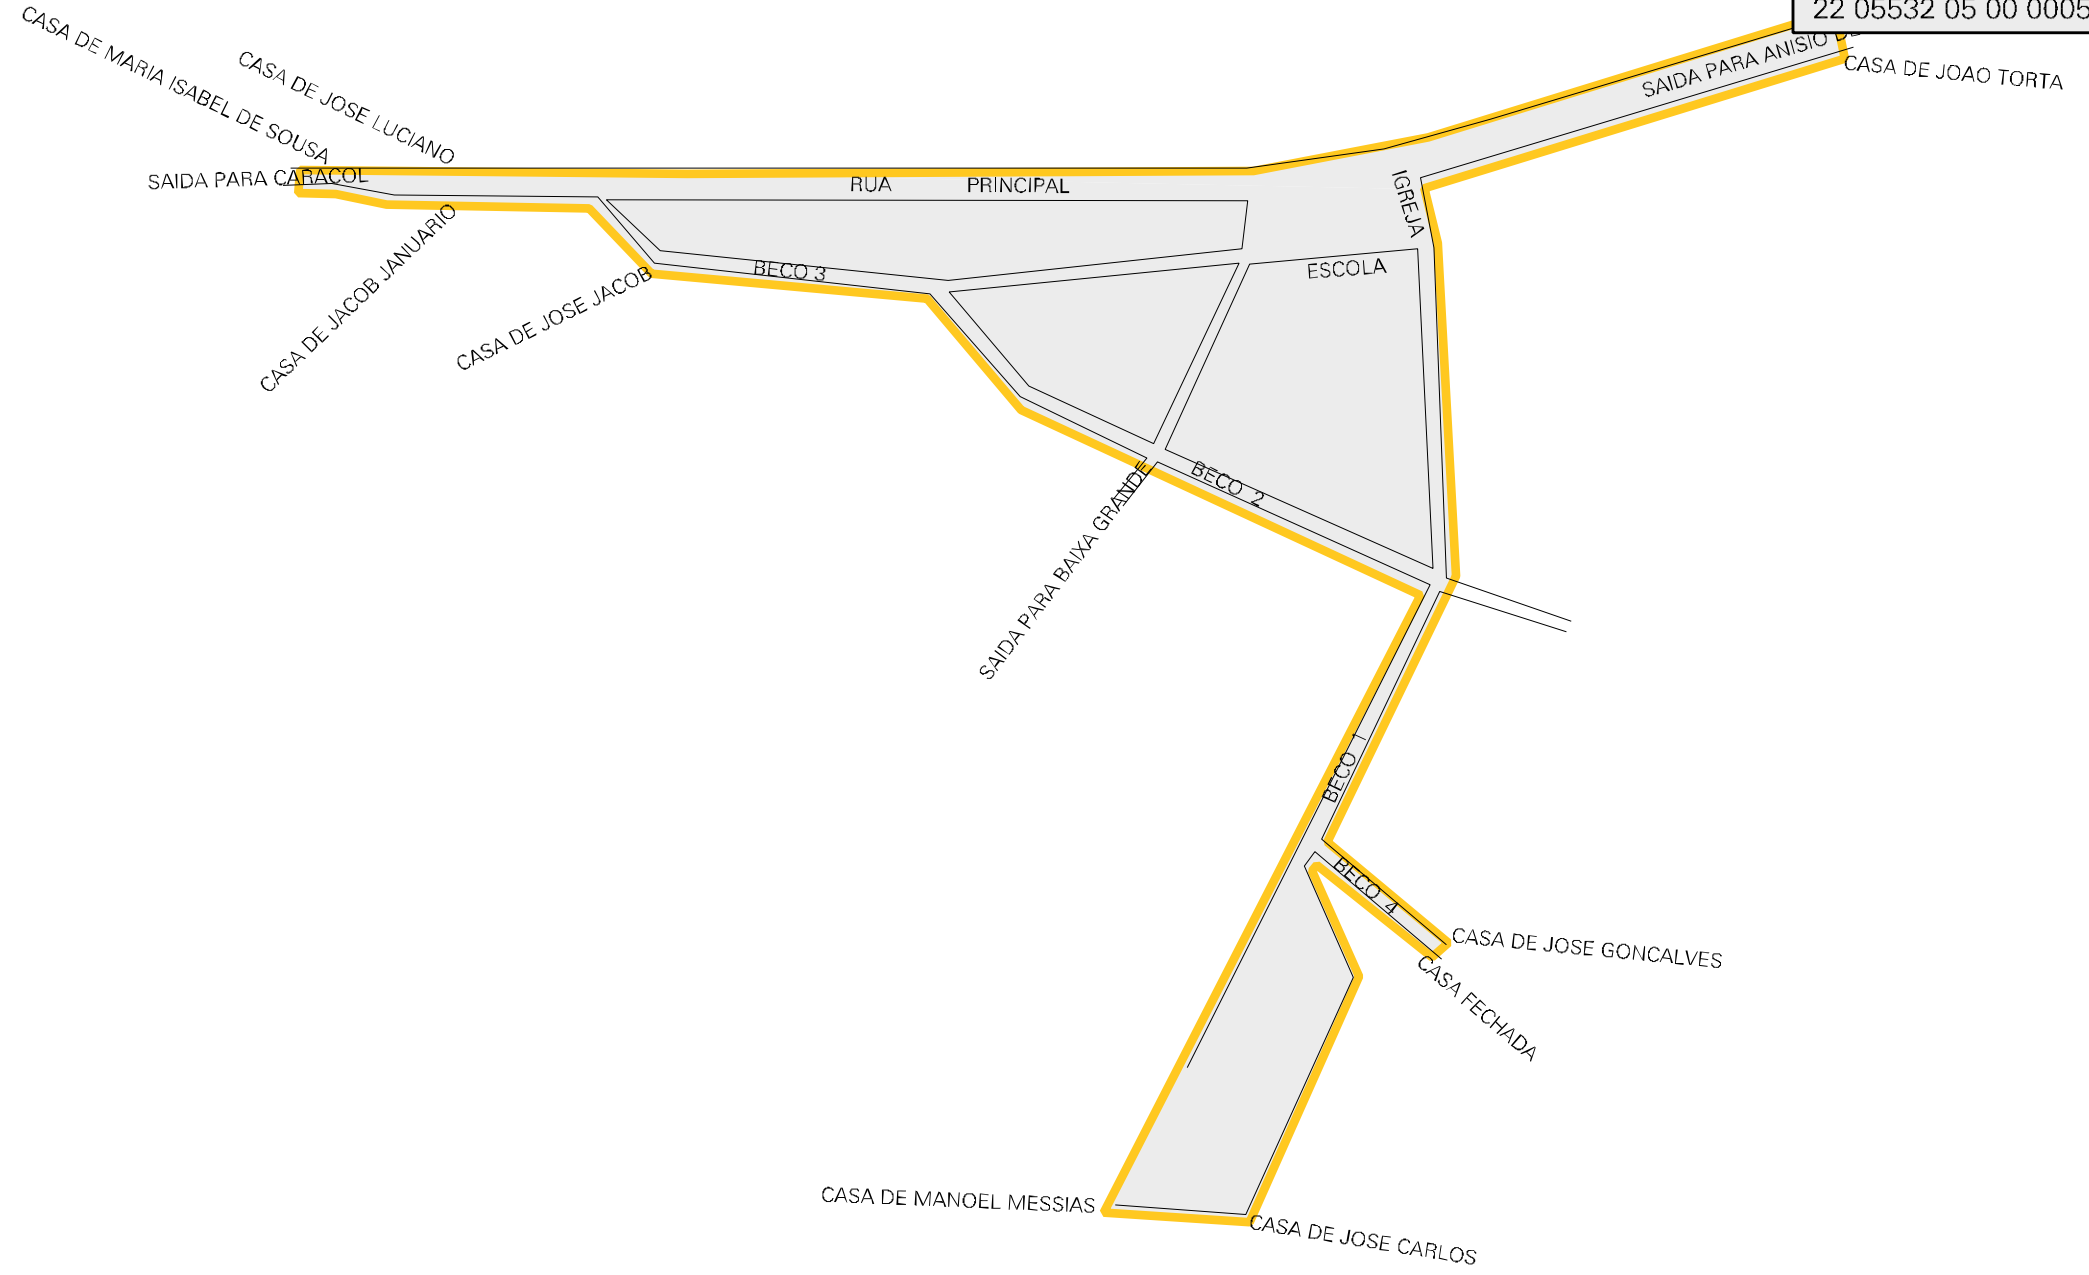 22 05532 05 00 0005
CASA DE MARIA ISABEL DE SOUSA
CASA DE JOSE LUCIANO
SAIDA PARA ANISIO DE
CASA DE JOAO TORTA
SAIDA PARA CARACOL
RUA PRINCIPAL
IGREJA
CASA DE JACOB JANUARIO
CASA DE JOSE JACOB
BECO 3
ESCOLA
SAIDA PARA BAIXA GRANDE
BECO 2
BECO 1
BECO 4
CASA DE JOSE GONCALVES
CASA FECHADA
CASA DE MANOEL MESSIAS
CASA DE JOSE CARLOS